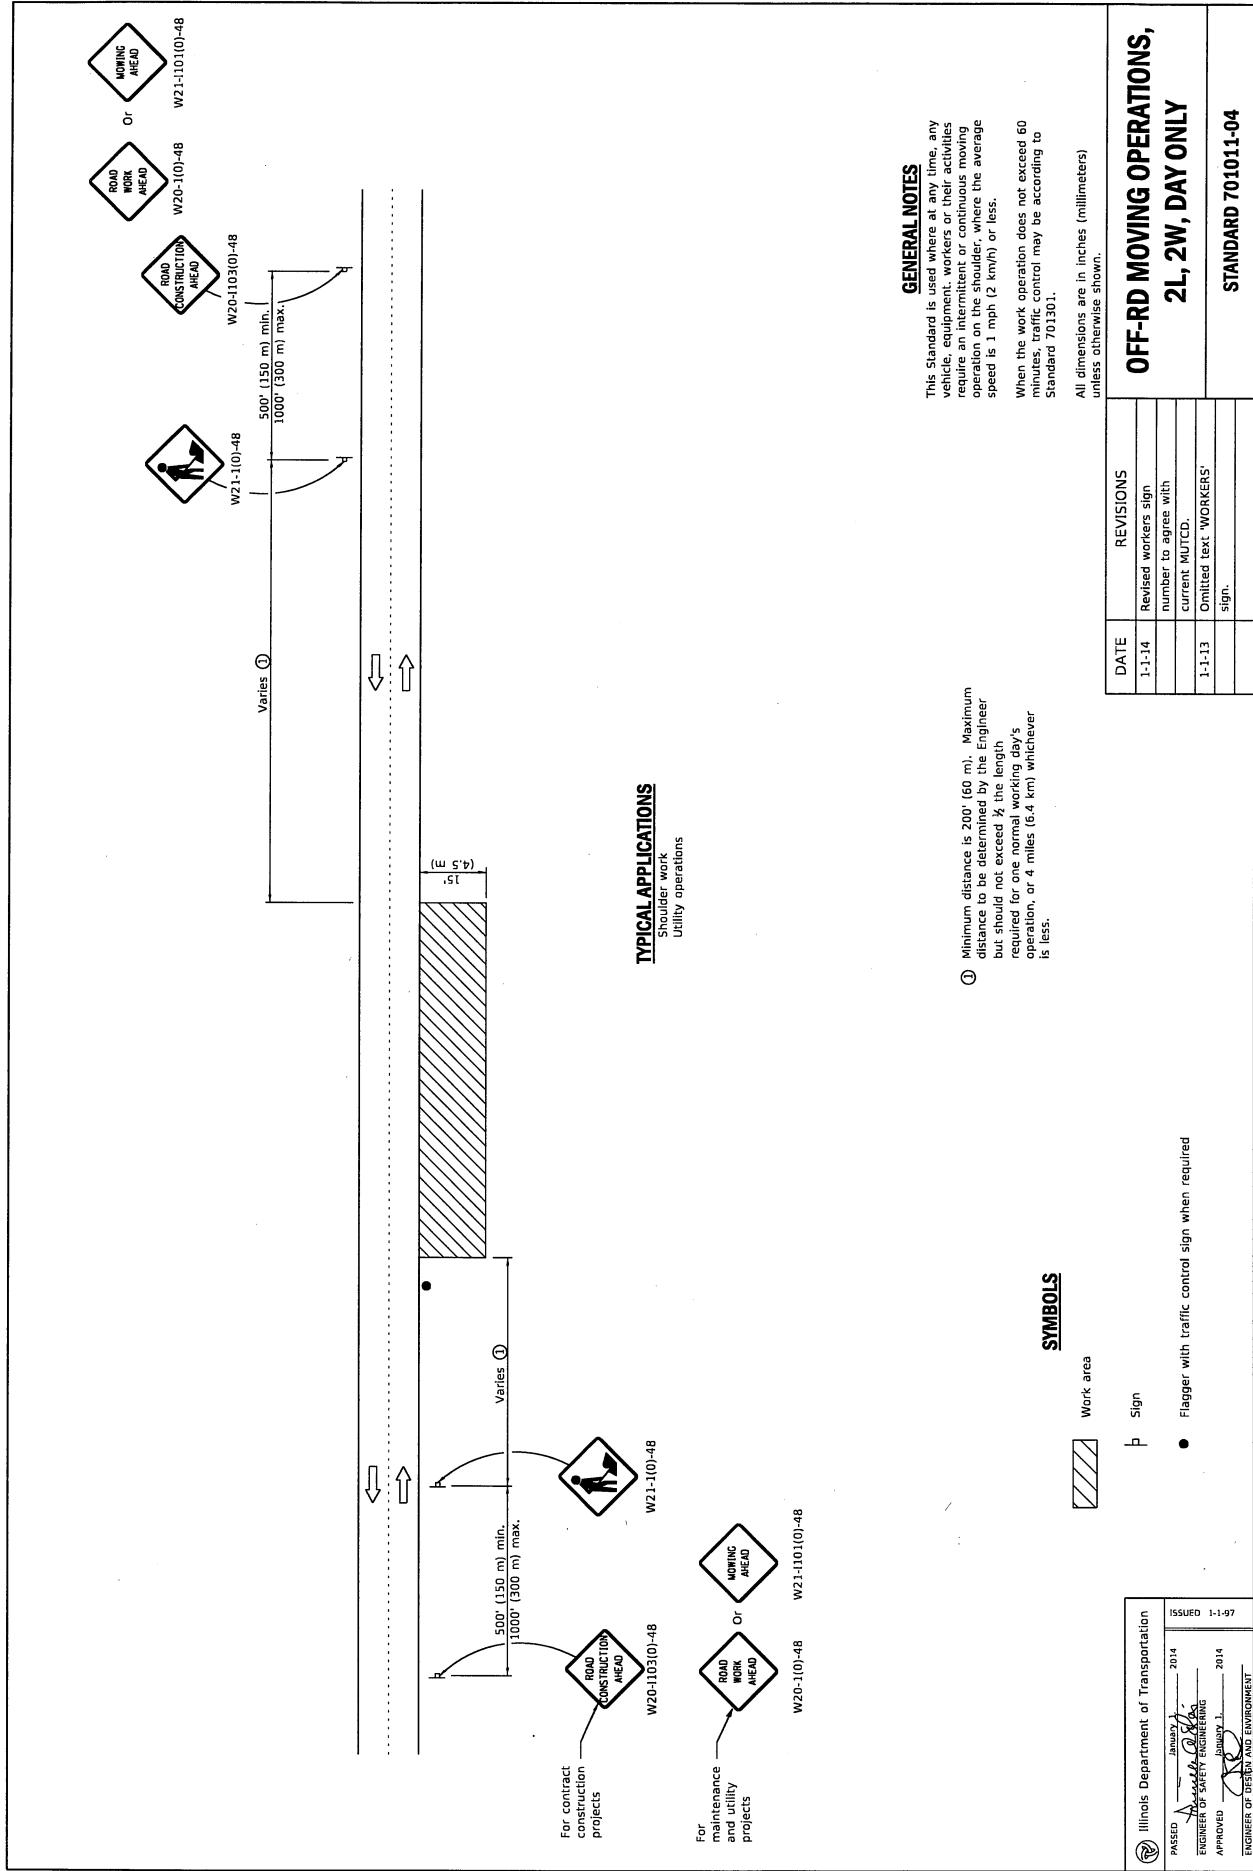 ROAD
CONSTRUCTION
AHEAD
W20-I103(0)-48
ROAD
WORK
AHEAD
W20-1(0)-48
Or
MOWING
AHEAD
W21-I101(0)-48
W21-1(0)-48
500' (150 m) min.
1000' (300 m) max.
Varies ①
15'
(4.5 m)
Varies ①
500' (150 m) min.
1000' (300 m) max.
W21-1(0)-48
For contract
construction
projects
ROAD
CONSTRUCTION
AHEAD
W20-I103(0)-48
For
maintenance
and utility
projects
ROAD
WORK
AHEAD
W20-1(0)-48
Or
MOWING
AHEAD
W21-I101(0)-48
TYPICAL APPLICATIONS
Shoulder work
Utility operations
SYMBOLS
Work area
Sign
Flagger with traffic control sign when required
① Minimum distance is 200' (60 m). Maximum
distance to be determined by the Engineer
but should not exceed ½ the length
required for one normal working day's
operation, or 4 miles (6.4 km) whichever
is less.
GENERAL NOTES
This Standard is used where at any time, any
vehicle, equipment, workers or their activities
require an intermittent or continuous moving
operation on the shoulder, where the average
speed is 1 mph (2 km/h) or less.
When the work operation does not exceed 60
minutes, traffic control may be according to
Standard 701301.
All dimensions are in inches (millimeters)
unless otherwise shown.
Illinois Department of Transportation
PASSED January 1, 2014
ENGINEER OF SAFETY ENGINEERING
APPROVED January 1, 2014
ENGINEER OF DESIGN AND ENVIRONMENT
ISSUED 1-1-97
DATE REVISIONS
1-1-14 Revised workers sign
number to agree with
current MUTCD.
1-1-13 Omitted text 'WORKERS'
sign.
OFF-RD MOVING OPERATIONS,
2L, 2W, DAY ONLY
STANDARD 701011-04